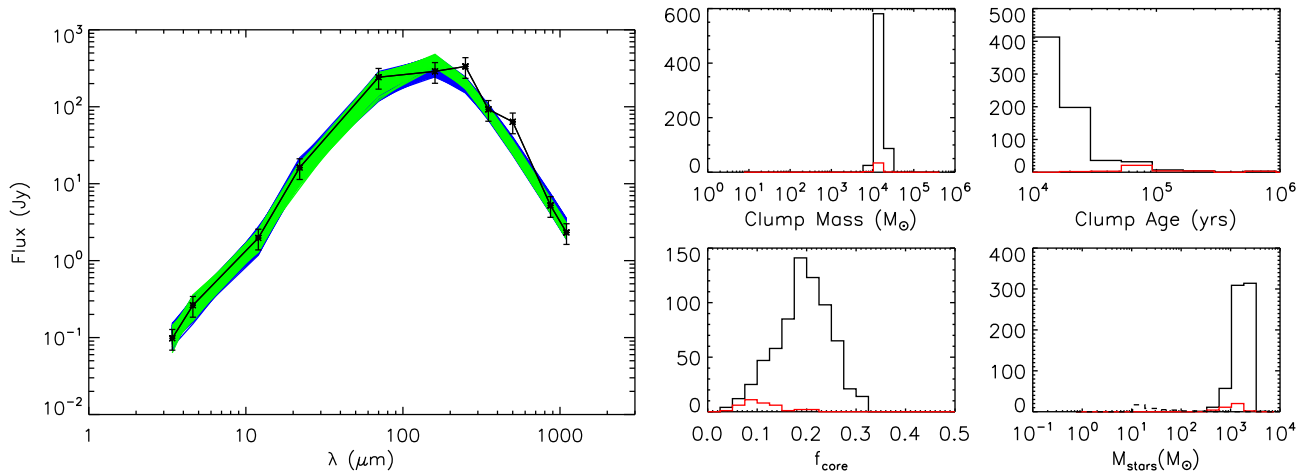 10³
10²
10¹
10⁰
10⁻¹
10⁻²
Flux (Jy)
1 10 100 1000
λ (μm)
600
400
200
0
10⁰ 10² 10⁴ 10⁶
Clump Mass (M⊙)
500
400
300
200
100
0
10⁴ 10⁵ 10⁶
Clump Age (yrs)
150
100
50
0
0.0 0.1 0.2 0.3 0.4 0.5
f_core
400
300
200
100
0
10⁻¹ 10⁰ 10¹ 10² 10³ 10⁴
M_stars(M⊙)